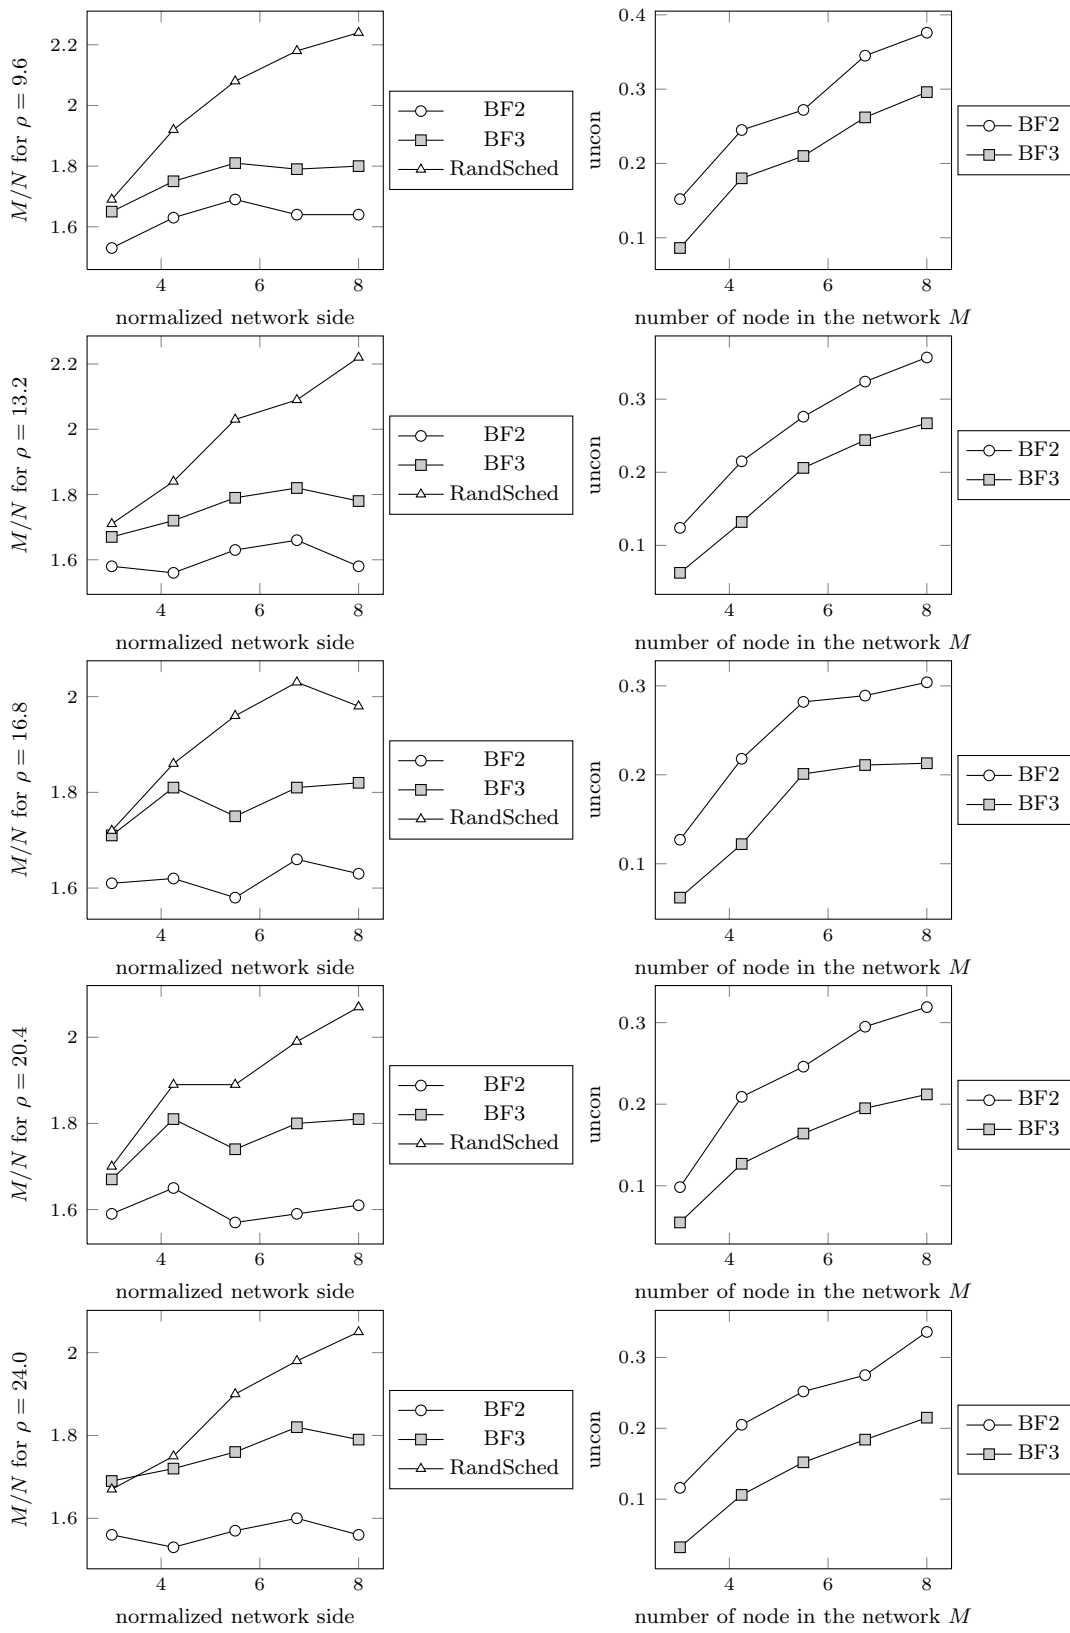 M/N for ρ = 9.6
2.2
2
1.8
1.6
4
6
8
normalized network side
BF2
BF3
RandSched
uncon
0.4
0.3
0.2
0.1
4
6
8
number of node in the network M
BF2
BF3
M/N for ρ = 13.2
2.2
2
1.8
1.6
4
6
8
normalized network side
BF2
BF3
RandSched
uncon
0.3
0.2
0.1
4
6
8
number of node in the network M
BF2
BF3
M/N for ρ = 16.8
2
1.8
1.6
4
6
8
normalized network side
BF2
BF3
RandSched
uncon
0.3
0.2
0.1
4
6
8
number of node in the network M
BF2
BF3
M/N for ρ = 20.4
2
1.8
1.6
4
6
8
normalized network side
BF2
BF3
RandSched
uncon
0.3
0.2
0.1
4
6
8
number of node in the network M
BF2
BF3
M/N for ρ = 24.0
2
1.8
1.6
4
6
8
normalized network side
BF2
BF3
RandSched
uncon
0.3
0.2
0.1
4
6
8
number of node in the network M
BF2
BF3